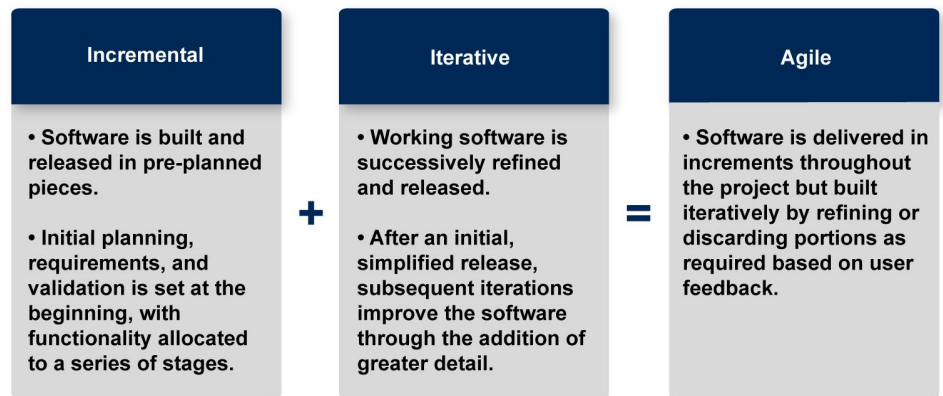 Incremental
• Software is built and
released in pre-planned
pieces.
• Initial planning,
requirements, and
validation is set at the
beginning, with
functionality allocated
to a series of stages.
+
Iterative
• Working software is
successively refined
and released.
• After an initial,
simplified release,
subsequent iterations
improve the software
through the addition of
greater detail.
=
Agile
• Software is delivered in
increments throughout
the project but built
iteratively by refining or
discarding portions as
required based on user
feedback.